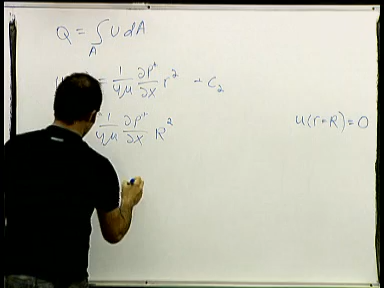 Q = ∫_A U dA
u = 1/4μ ∂P⁺/∂x r² + C₂
1/4μ ∂P⁺/∂x R²
u(r=R)=0